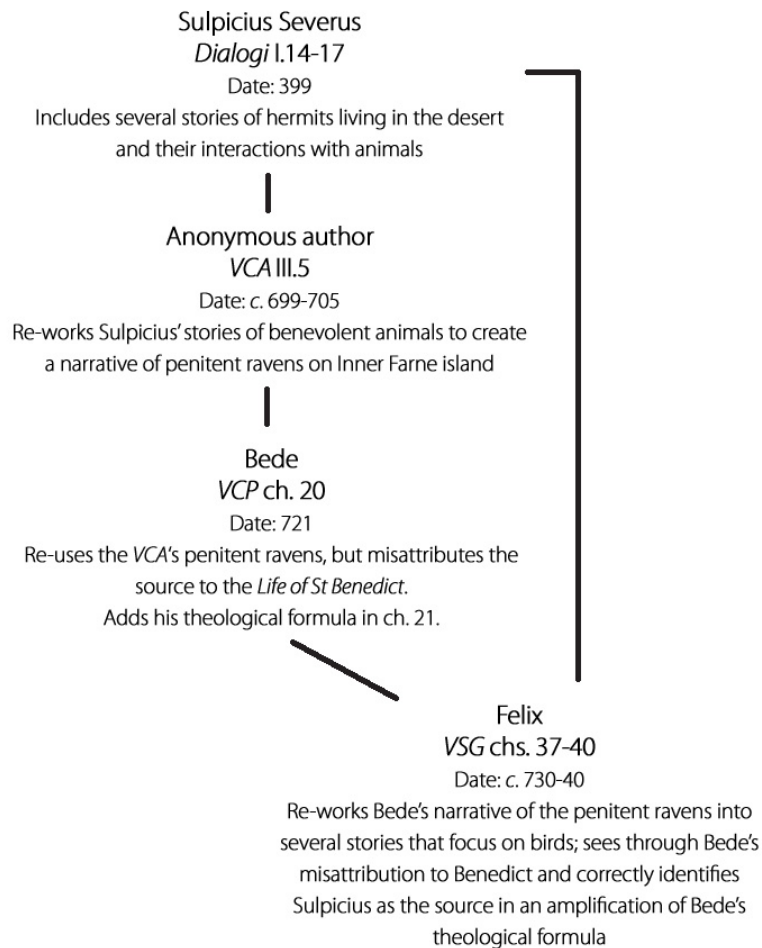 Sulpicius Severus
Dialogi I.14-17
Date: 399
Includes several stories of hermits living in the desert
and their interactions with animals
Anonymous author
VCA III.5
Date: c. 699-705
Re-works Sulpicius' stories of benevolent animals to create
a narrative of penitent ravens on Inner Farne island
Bede
VCP ch. 20
Date: 721
Re-uses the VCA's penitent ravens, but misattributes the
source to the Life of St Benedict.
Adds his theological formula in ch. 21.
Felix
VSG chs. 37-40
Date: c. 730-40
Re-works Bede's narrative of the penitent ravens into
several stories that focus on birds; sees through Bede's
misattribution to Benedict and correctly identifies
Sulpicius as the source in an amplification of Bede's
theological formula